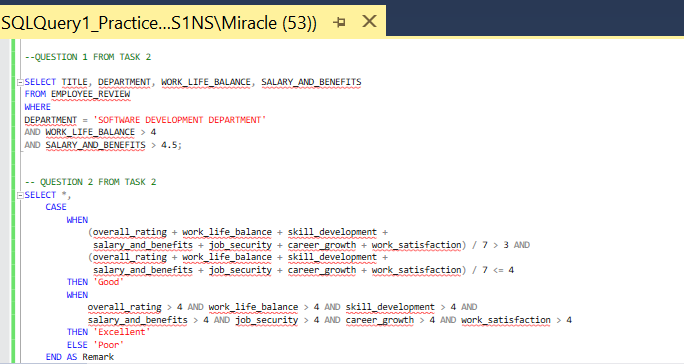 SQLQuery1_Practice...S1NS\Miracle (53))
--QUESTION 1 FROM TASK 2
SELECT TITLE, DEPARTMENT, WORK_LIFE_BALANCE, SALARY_AND_BENEFITS
FROM EMPLOYEE_REVIEW
WHERE
DEPARTMENT = 'SOFTWARE DEVELOPMENT DEPARTMENT'
AND WORK_LIFE_BALANCE > 4
AND SALARY_AND_BENEFITS > 4.5;
-- QUESTION 2 FROM TASK 2
SELECT *,
CASE
WHEN
(overall_rating + work_life_balance + skill_development +
salary_and_benefits + job_security + career_growth + work_satisfaction) / 7 > 3 AND
(overall_rating + work_life_balance + skill_development +
salary_and_benefits + job_security + career_growth + work_satisfaction) / 7 <= 4
THEN 'Good'
WHEN
overall_rating > 4 AND work_life_balance > 4 AND skill_development > 4 AND
salary_and_benefits > 4 AND job_security > 4 AND career_growth > 4 AND work_satisfaction > 4
THEN 'Excellent'
ELSE 'Poor'
END AS Remark